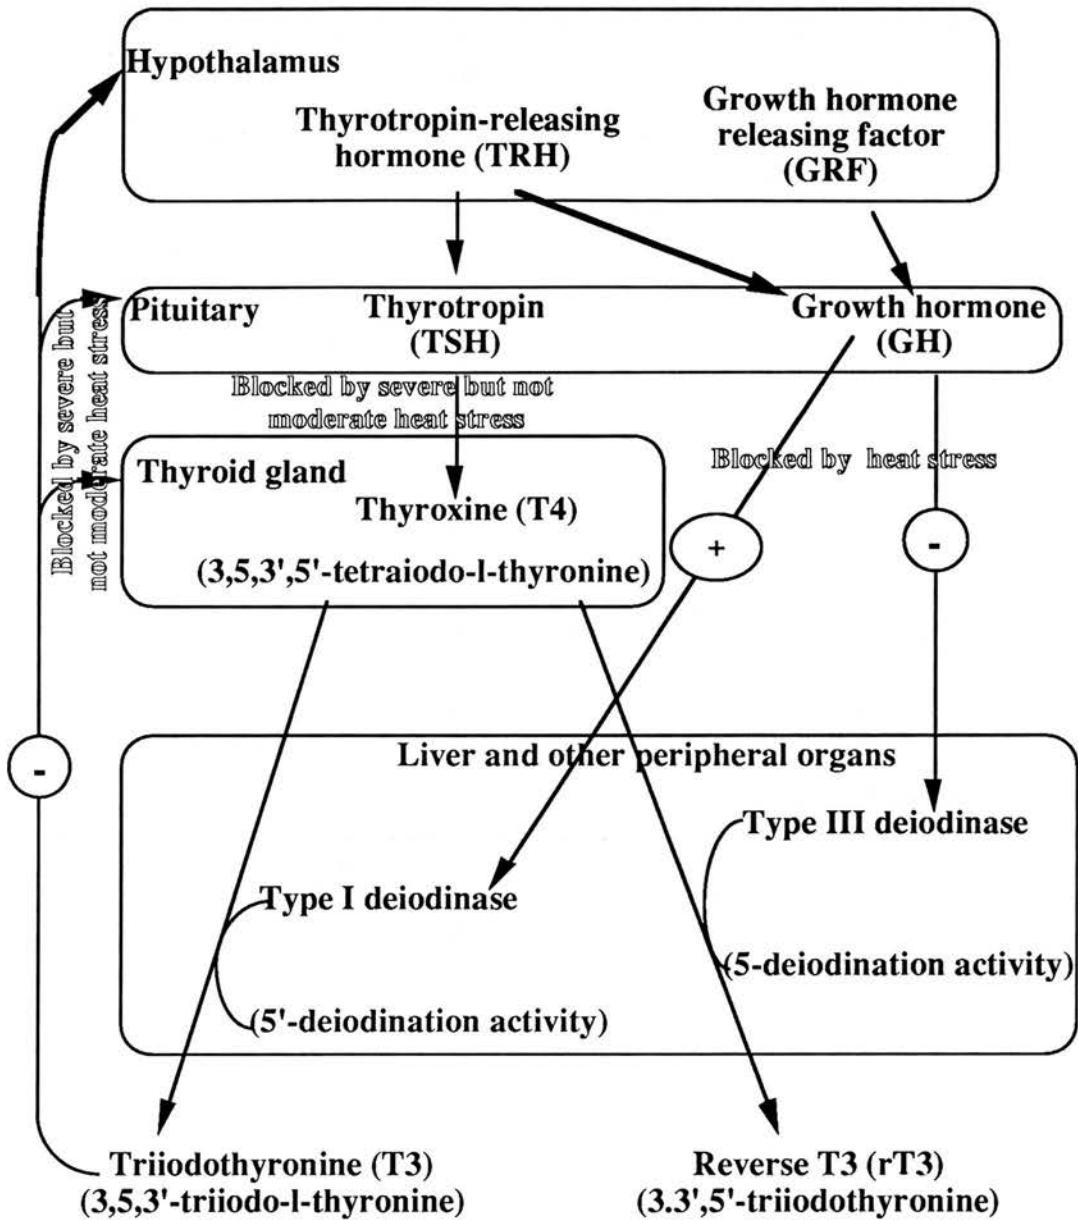 Hypothalamus
Thyrotropin-releasing
hormone (TRH)
Growth hormone
releasing factor
(GRF)
Pituitary
Thyrotropin
(TSH)
Growth hormone
(GH)
Blocked by severe but
not moderate heat stress
Blocked by severe but not
moderate heat stress
Blocked by heat stress
Thyroid gland
Thyroxine (T4)
(3,5,3',5'-tetraiodo-l-thyronine)
+
-
-
Liver and other peripheral organs
Type III deiodinase
Type I deiodinase
(5-deiodination activity)
(5'-deiodination activity)
Triiodothyronine (T3)
(3,5,3'-triiodo-l-thyronine)
Reverse T3 (rT3)
(3.3',5'-triiodothyronine)